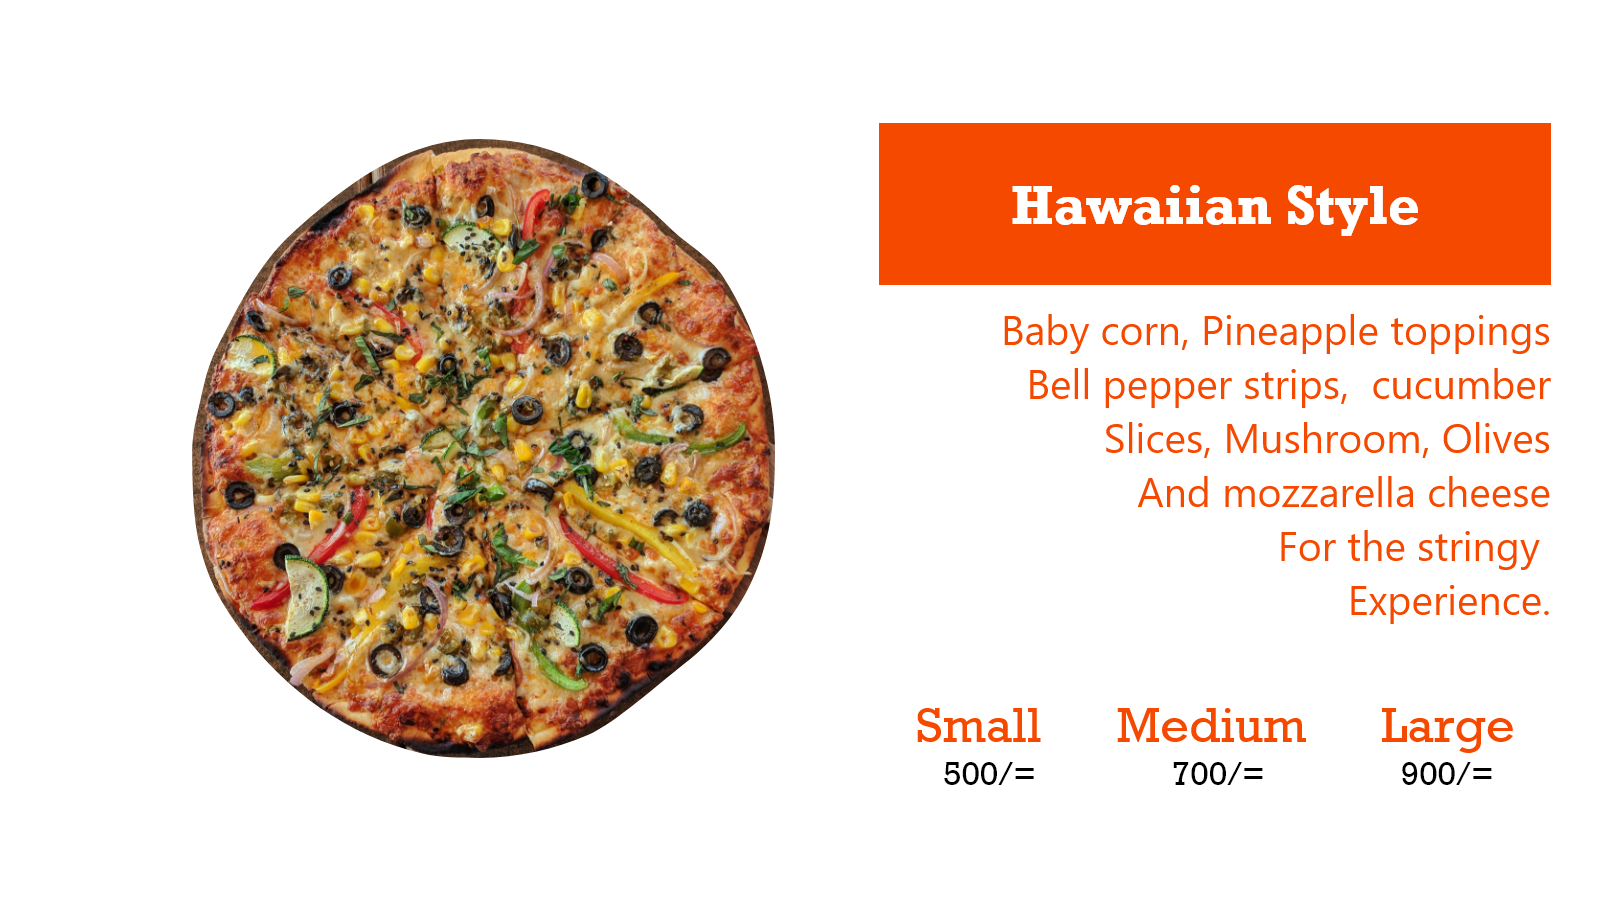 Hawaiian Style
Baby corn, Pineapple toppings
Bell pepper strips,  cucumber
Slices, Mushroom, Olives
And mozzarella cheese
For the stringy
Experience.
Small Medium Large
500/= 700/= 900/=